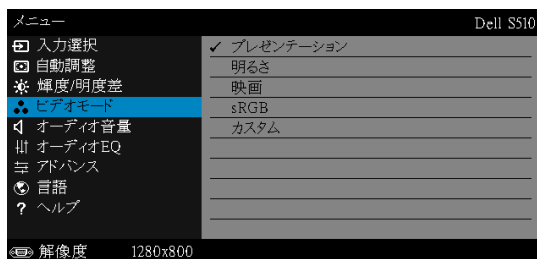 メニュー
Dell S510
入力選択
自動調整
輝度/明度差
ビデオモード
オーディオ音量
オーディオEQ
アドバンス
言語
? ヘルプ
✓ プレゼンテーション
明るさ
映画
sRGB
カスタム
解像度 1280x800